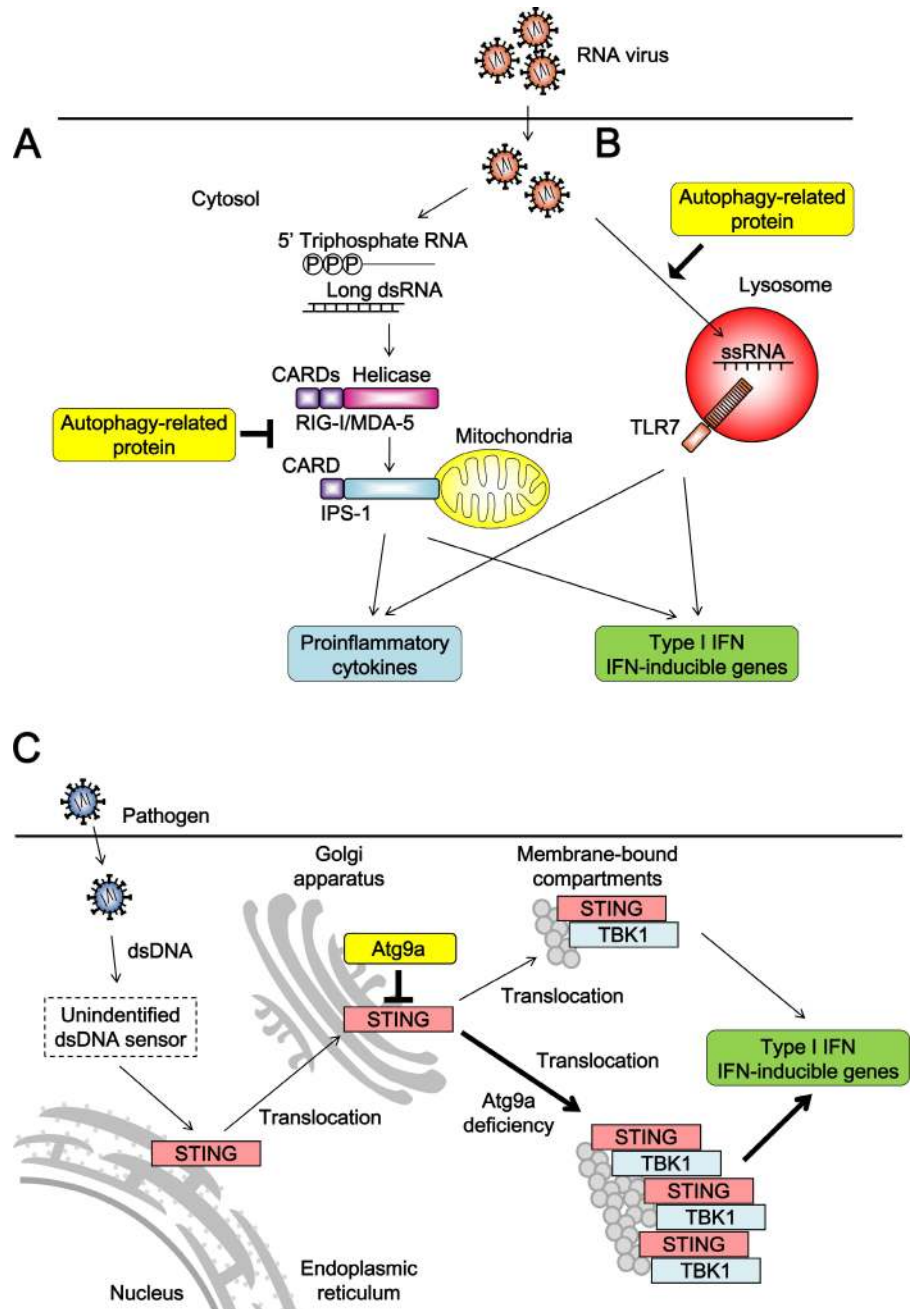 RNA virus
A
B
Cytosol
Autophagy-related
protein
5' Triphosphate RNA
PPP
Long dsRNA
Lysosome
ssRNA
CARDs Helicase
RIG-I/MDA-5
TLR7
Autophagy-related
protein
Mitochondria
CARD
IPS-1
Proinflammatory
cytokines
Type I IFN
IFN-inducible genes
C
Pathogen
Golgi
apparatus
Membrane-bound
compartments
STING
TBK1
dsDNA
Atg9a
Translocation
Unidentified
dsDNA sensor
STING
Translocation
Type I IFN
IFN-inducible genes
Translocation
Atg9a
deficiency
STING
STING
TBK1
STING
TBK1
STING
TBK1
Nucleus
Endoplasmic
reticulum